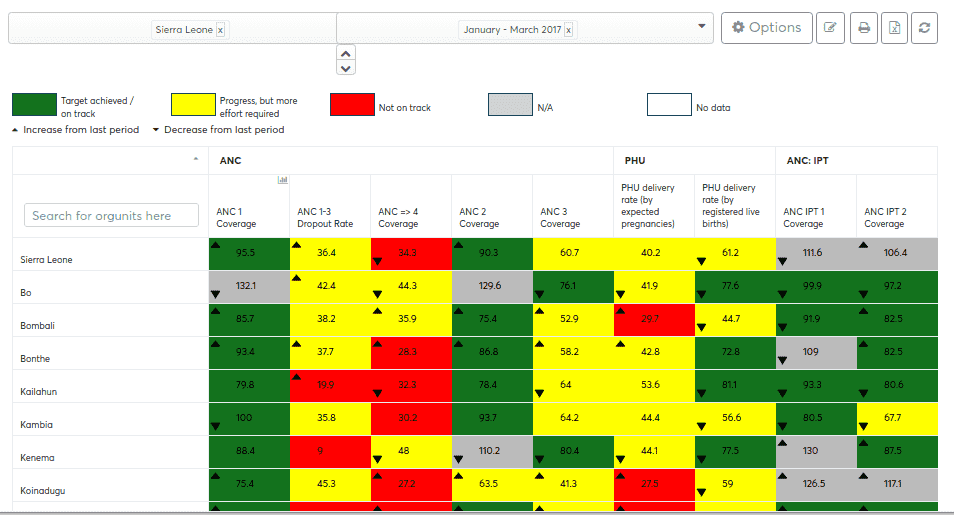 Sierra Leone x
January - March 2017 x
Options
Target achieved /
on track
Progress, but more
effort required
Not on track
N/A
No data
Increase from last period
Decrease from last period
ANC
PHU
ANC: IPT
Search for orgunits here
ANC 1
Coverage
ANC 1-3
Dropout Rate
ANC => 4
Coverage
ANC 2
Coverage
ANC 3
Coverage
PHU delivery
rate (by
expected
pregnancies)
PHU delivery
rate (by
registered live
births)
ANC IPT 1
Coverage
ANC IPT 2
Coverage
Sierra Leone 95.5 36.4 34.3 90.3 60.7 40.2 61.2 111.6 106.4
Bo 132.1 42.4 44.3 129.6 76.1 41.9 77.6 99.9 97.2
Bombali 85.7 38.2 35.9 75.4 52.9 29.7 44.7 91.9 82.5
Bonthe 93.4 37.7 28.3 86.8 58.2 42.8 72.8 109 82.5
Kailahun 79.8 19.9 32.3 78.4 64 53.6 81.1 93.3 80.6
Kambia 100 35.8 30.2 93.7 64.2 44.4 56.6 80.5 67.7
Kenema 88.4 9 48 110.2 80.4 44.1 77.5 130 87.5
Koinadugu 75.4 45.3 27.2 63.5 41.3 27.5 59 126.5 117.1